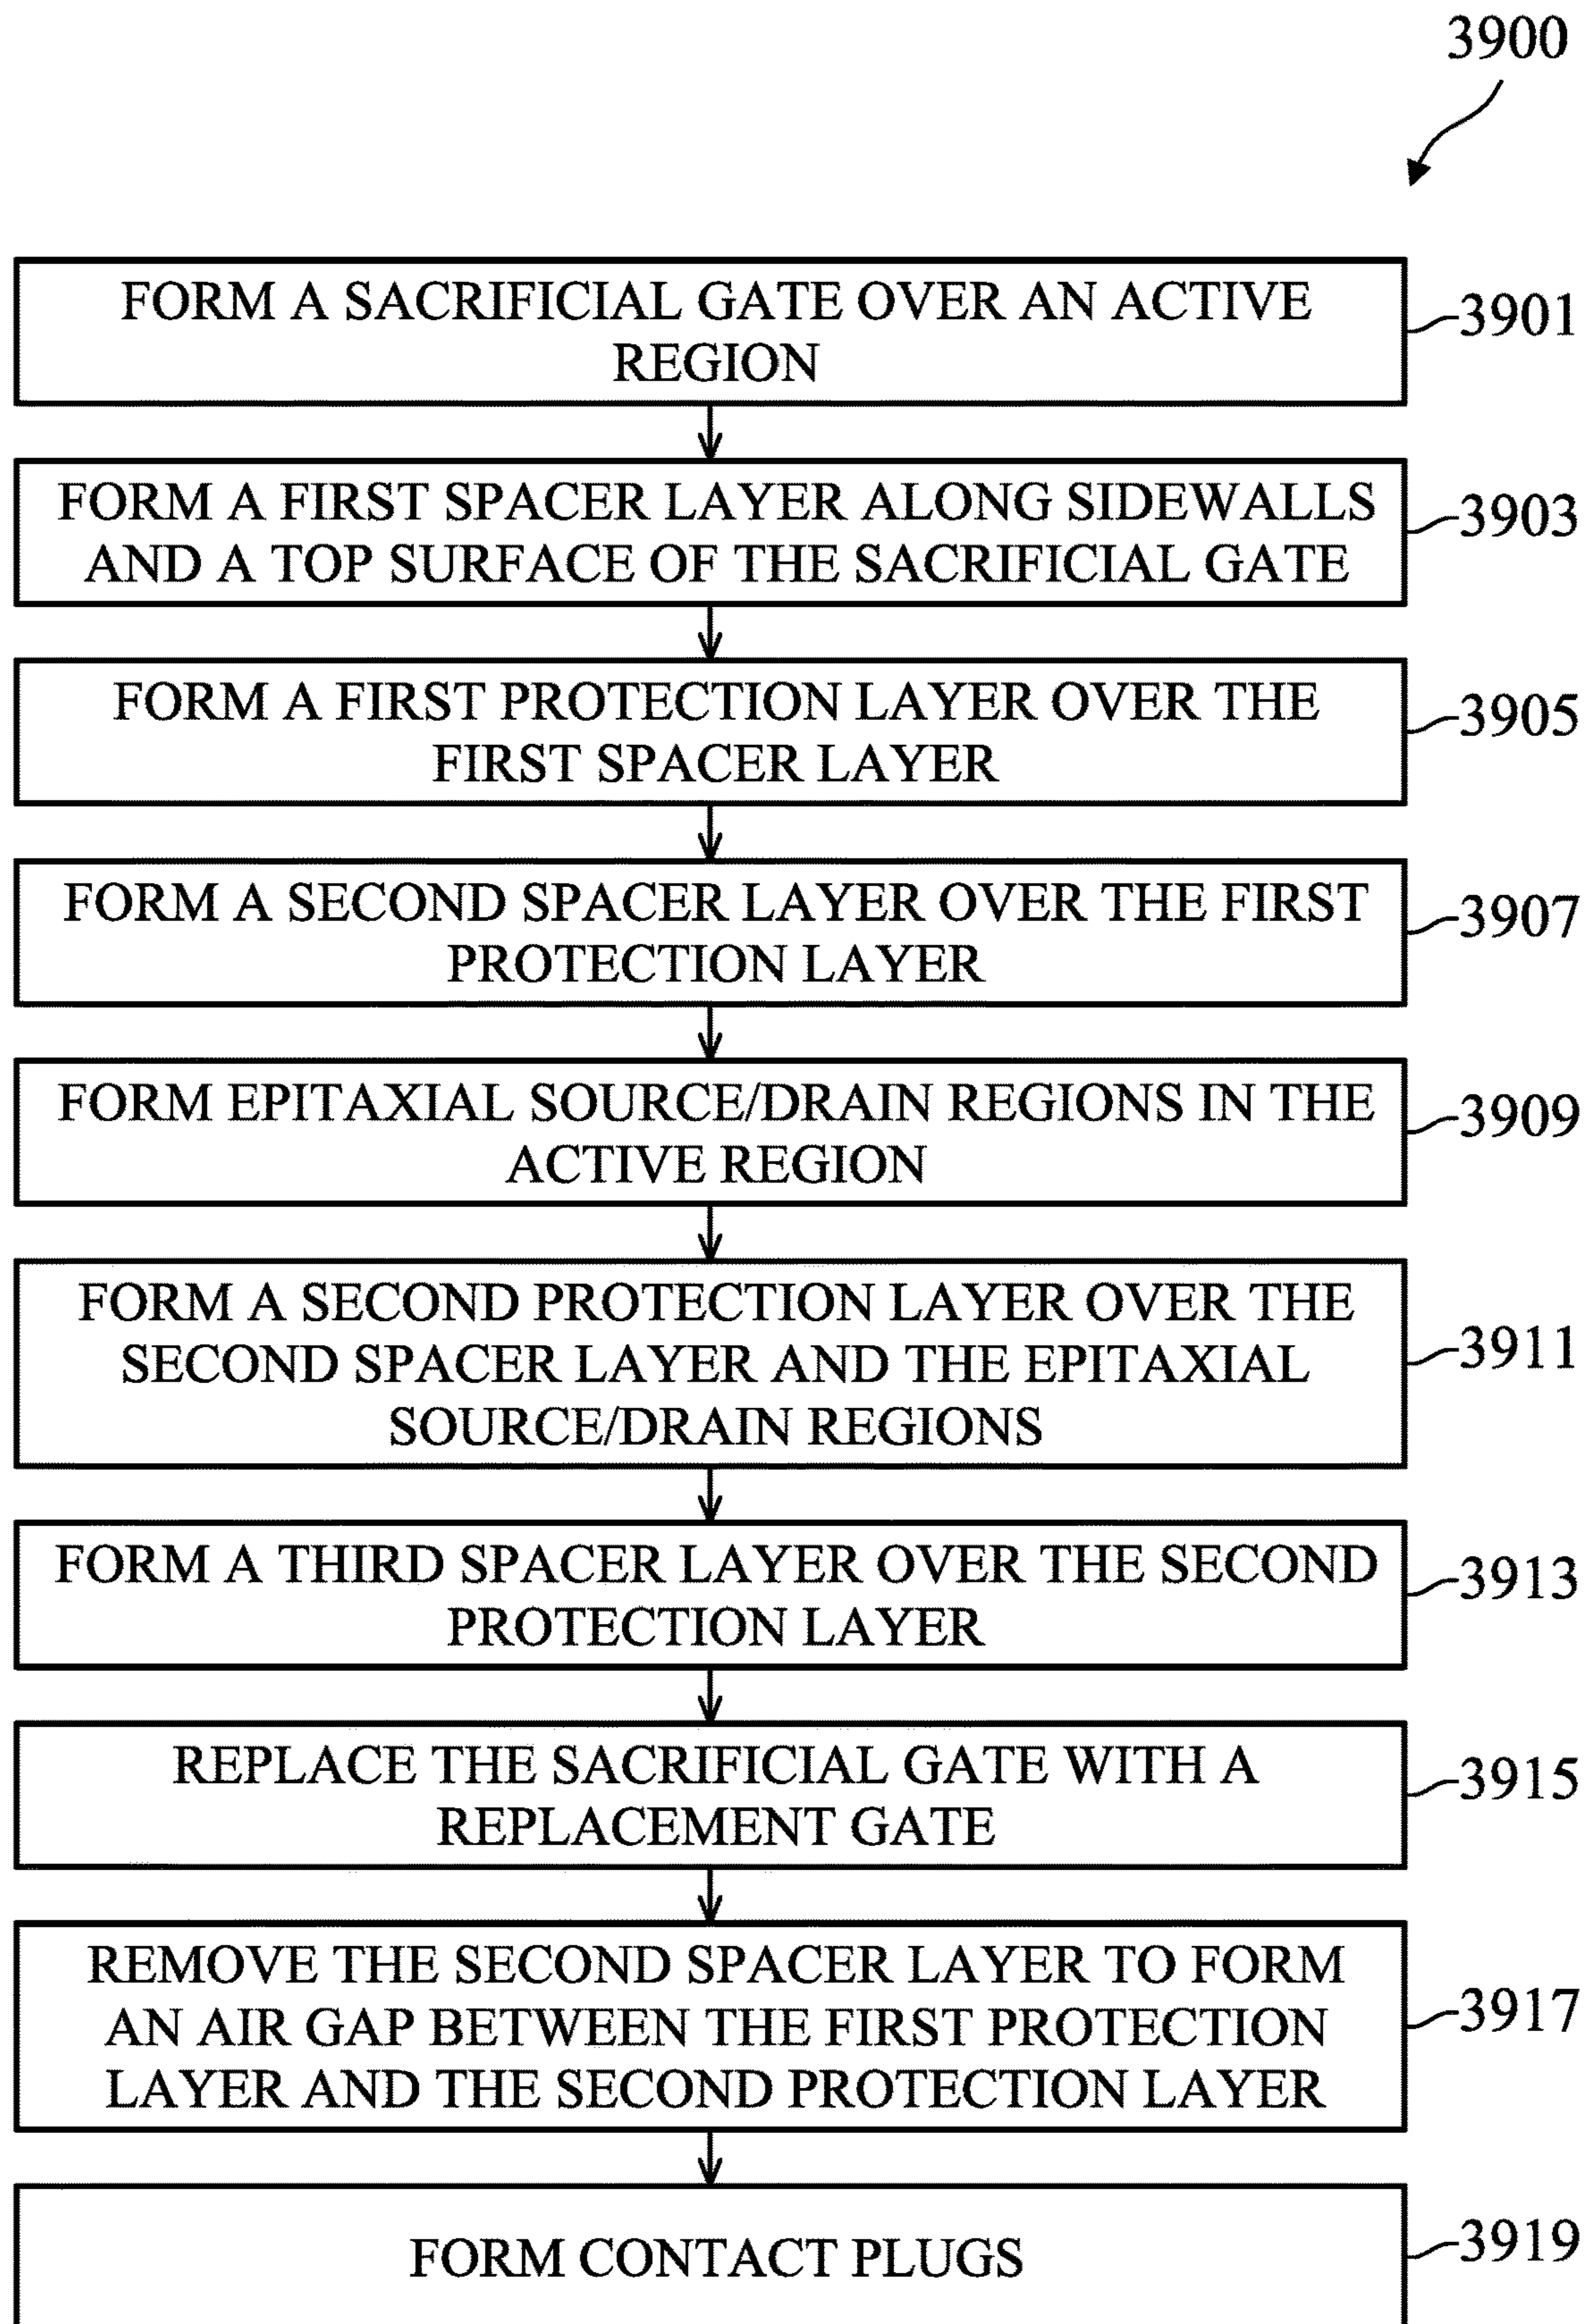 3900
FORM A SACRIFICIAL GATE OVER AN ACTIVE
REGION
3901
FORM A FIRST SPACER LAYER ALONG SIDEWALLS
AND A TOP SURFACE OF THE SACRIFICIAL GATE
3903
FORM A FIRST PROTECTION LAYER OVER THE
FIRST SPACER LAYER
3905
FORM A SECOND SPACER LAYER OVER THE FIRST
PROTECTION LAYER
3907
FORM EPITAXIAL SOURCE/DRAIN REGIONS IN THE
ACTIVE REGION
3909
FORM A SECOND PROTECTION LAYER OVER THE
SECOND SPACER LAYER AND THE EPITAXIAL
SOURCE/DRAIN REGIONS
3911
FORM A THIRD SPACER LAYER OVER THE SECOND
PROTECTION LAYER
3913
REPLACE THE SACRIFICIAL GATE WITH A
REPLACEMENT GATE
3915
REMOVE THE SECOND SPACER LAYER TO FORM
AN AIR GAP BETWEEN THE FIRST PROTECTION
LAYER AND THE SECOND PROTECTION LAYER
3917
FORM CONTACT PLUGS
3919